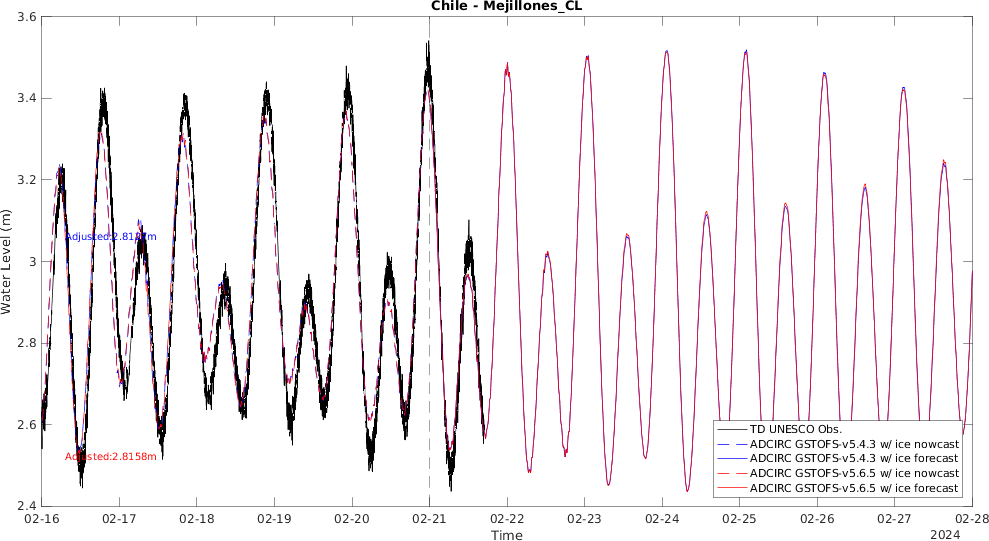 Chile - Mejillones_CL
3.6
3.4
3.2
3
2.8
2.6
2.4
Water Level (m)
Adjusted:2.8158m
TD UNESCO Obs.
ADCIRC GSTOFS-v5.4.3 w/ ice nowcast
ADCIRC GSTOFS-v5.4.3 w/ ice forecast
ADCIRC GSTOFS-v5.6.5 w/ ice nowcast
ADCIRC GSTOFS-v5.6.5 w/ ice forecast
02-16 02-17 02-18 02-19 02-20 02-21 02-22 02-23 02-24 02-25 02-26 02-27 02-28
Time
2024